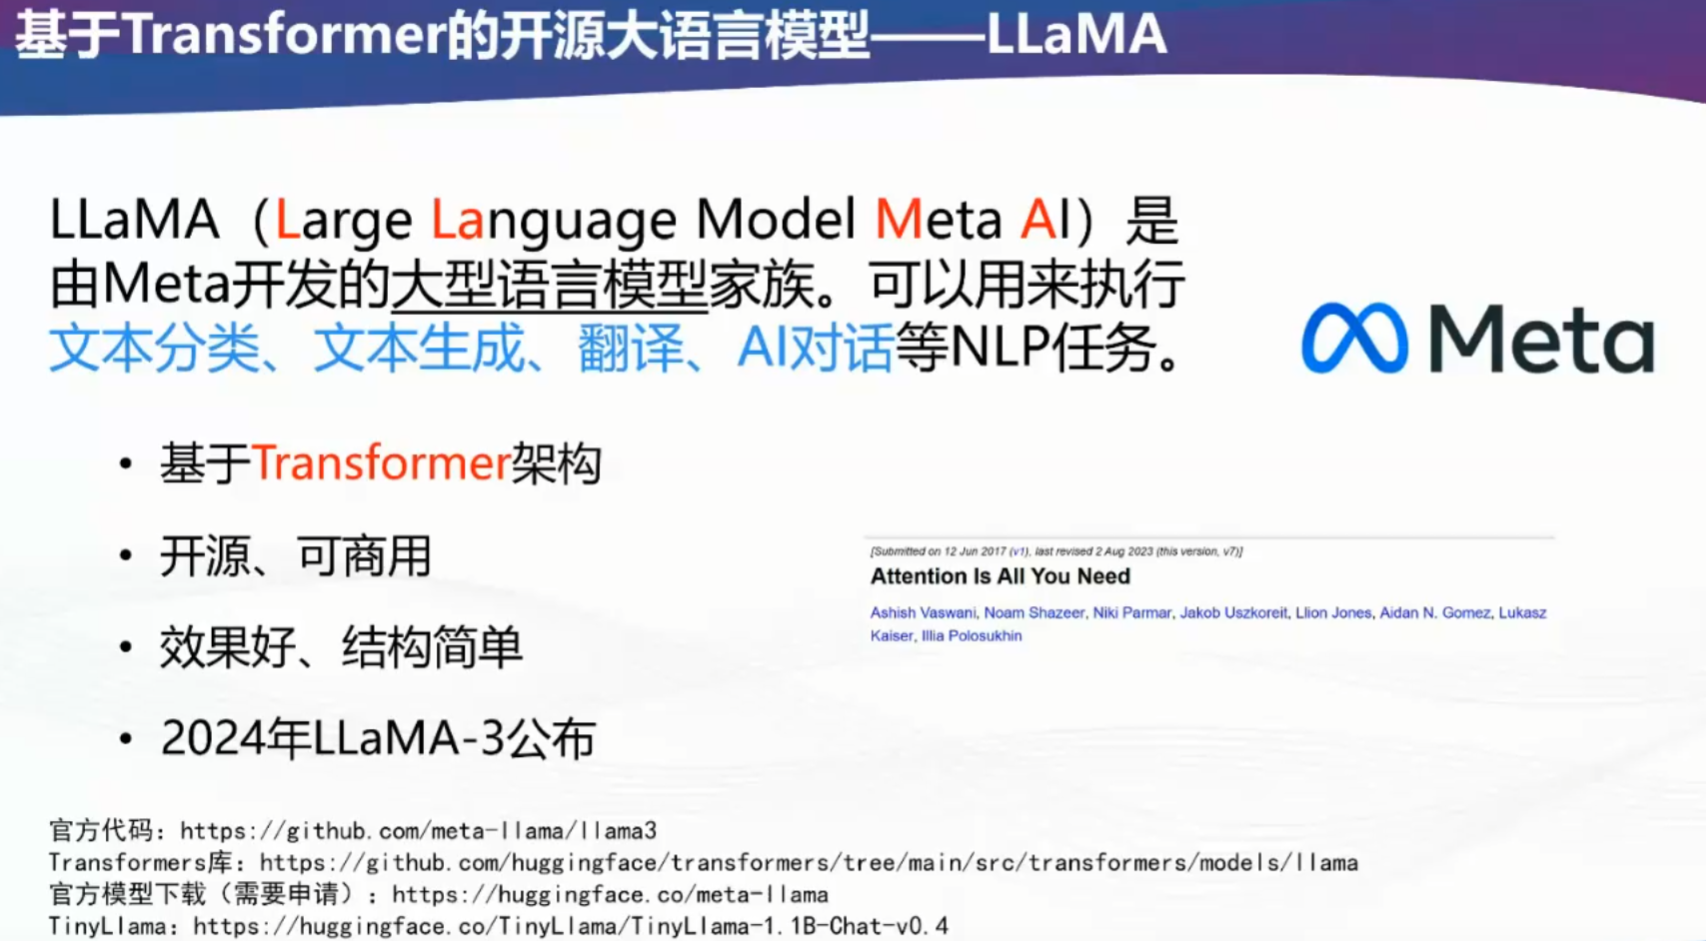 基于Transformer的开源大语言模型——LLaMA
LLaMA（Large Language Model Meta AI）是
由Meta开发的大型语言模型家族。可以用来执行
文本分类、文本生成、翻译、AI对话等NLP任务。
Meta
• 基于Transformer架构
• 开源、可商用
• 效果好、结构简单
• 2024年LLaMA-3公布
[Submitted on 12 Jun 2017 (v1), last revised 2 Aug 2023 (this version, v7)]
Attention Is All You Need
Ashish Vaswani, Noam Shazeer, Niki Parmar, Jakob Uszkoreit, Llion Jones, Aidan N. Gomez, Lukasz
Kaiser, Illia Polosukhin
官方代码：https://github.com/meta-llama/llama3
Transformers库：https://github.com/huggingface/transformers/tree/main/src/transformers/models/llama
官方模型下载（需要申请）：https://huggingface.co/meta-llama
TinyLlama：https://huggingface.co/TinyLlama/TinyLlama-1.1B-Chat-v0.4